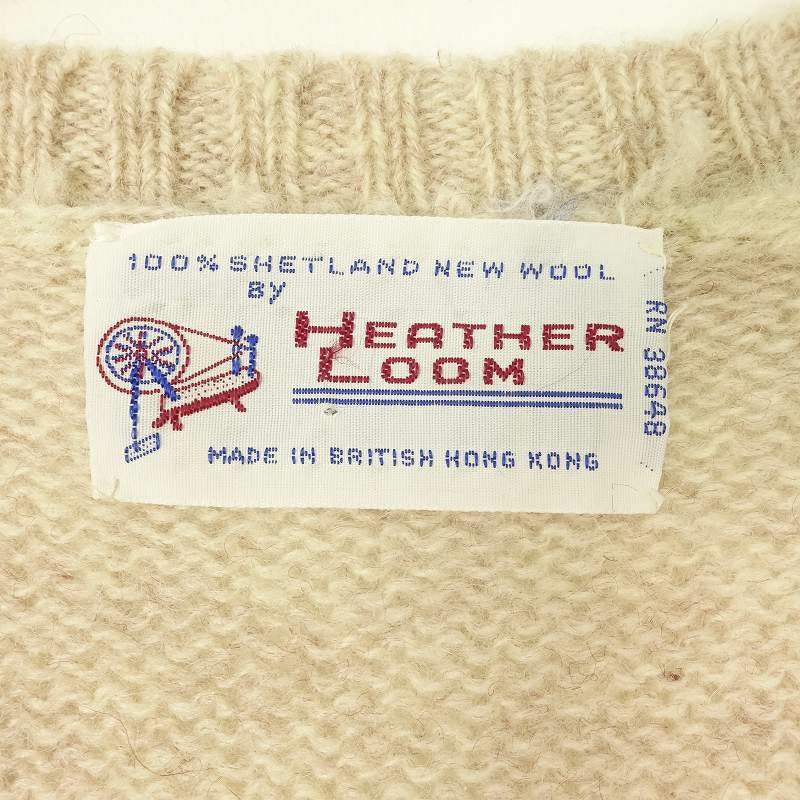 100% SHETLAND NEW WOOL
BY
HEATHER
LOOM
MADE IN BRITISH HONG KONG
RN 38648